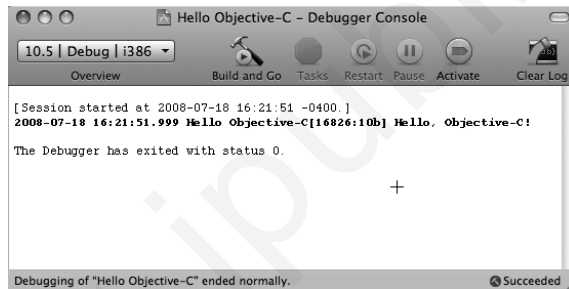 Hello Objective-C – Debugger Console
10.5 | Debug | i386
Overview
Build and Go
Tasks
Restart
Pause
Activate
Clear Log
[Session started at 2008-07-18 16:21:51 -0400.]
2008-07-18 16:21:51.999 Hello Objective-C[16826:10b] Hello, Objective-C!
The Debugger has exited with status 0.
Debugging of "Hello Objective-C" ended normally.
Succeeded